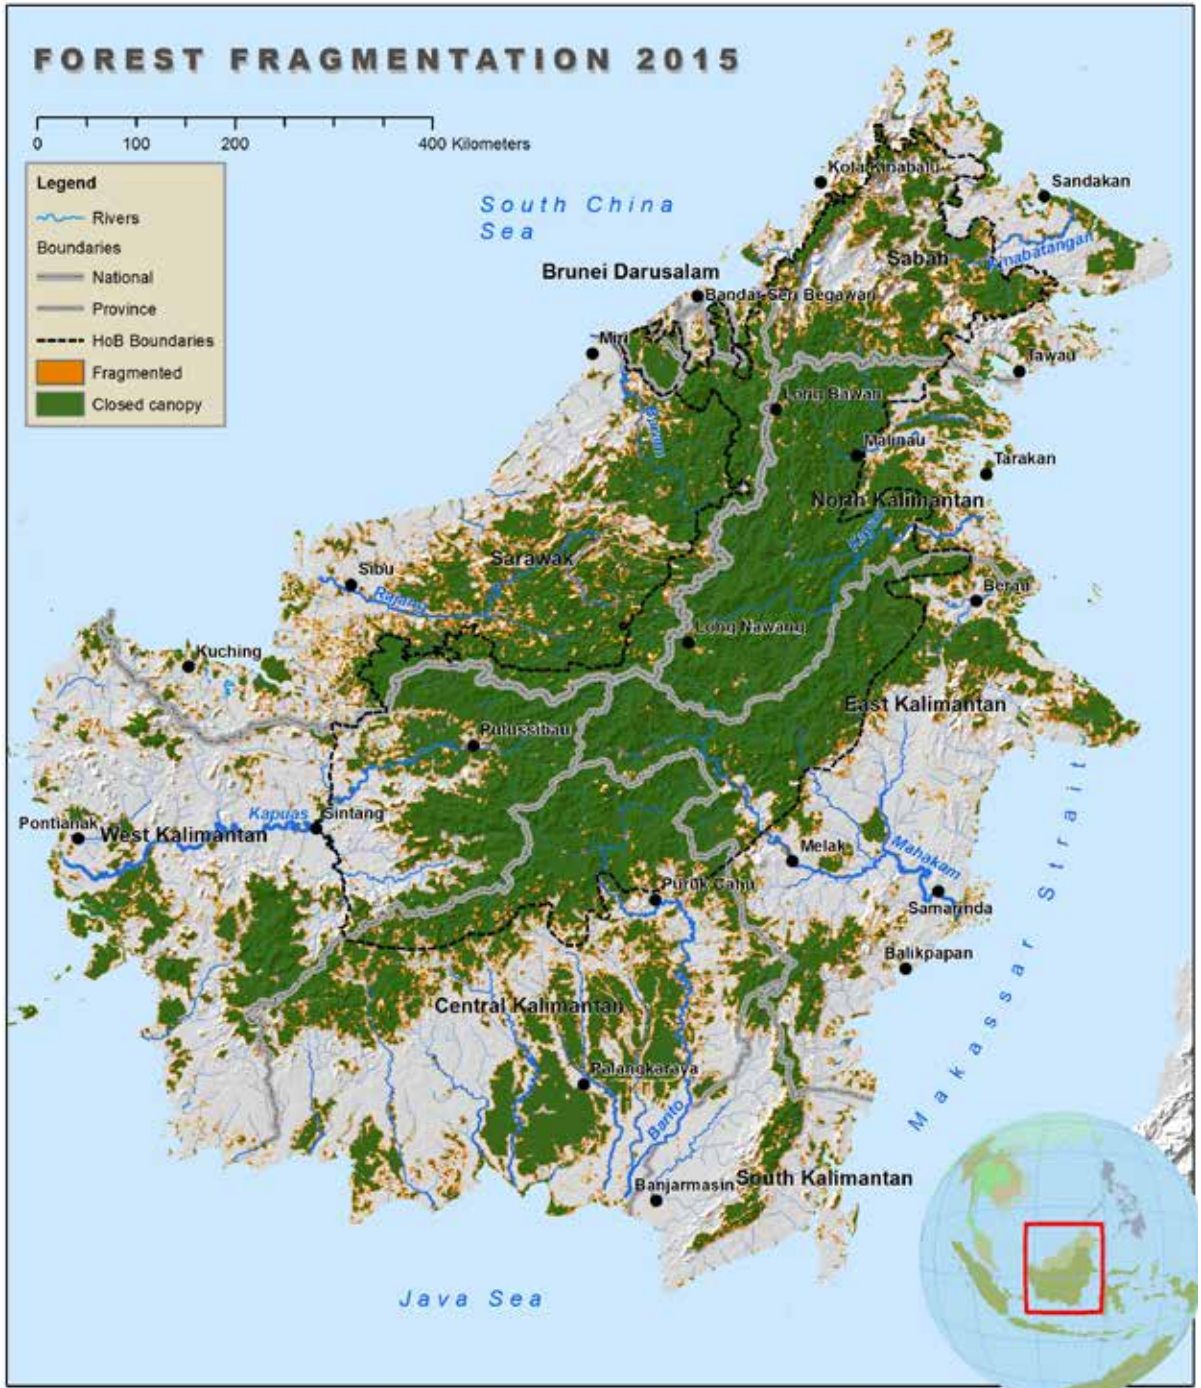 FOREST FRAGMENTATION 2015
0 100 200 400 Kilometers
Legend
Rivers
Boundaries
National
Province
HoB Boundaries
Fragmented
Closed canopy
South China
Sea
Kota Kinabalu
Sandakan
Sabah
Brunei Darusalam
Bandar Seri Begawan
Miri
Tawau
Long Bawan
Malinau
Tarakan
North Kalimantan
Kayan
Sarawak
Sibu
Rajang
Berau
Long Nawang
Kuching
East Kalimantan
Putussibau
Kapuas
Sintang
Pontianak
West Kalimantan
Melak
Mahakam
Puruk Cahu
Samarinda
Balikpapan
Makassar Strait
Central Kalimantan
Palangkaraya
Barito
Banjarmasin
South Kalimantan
Java Sea